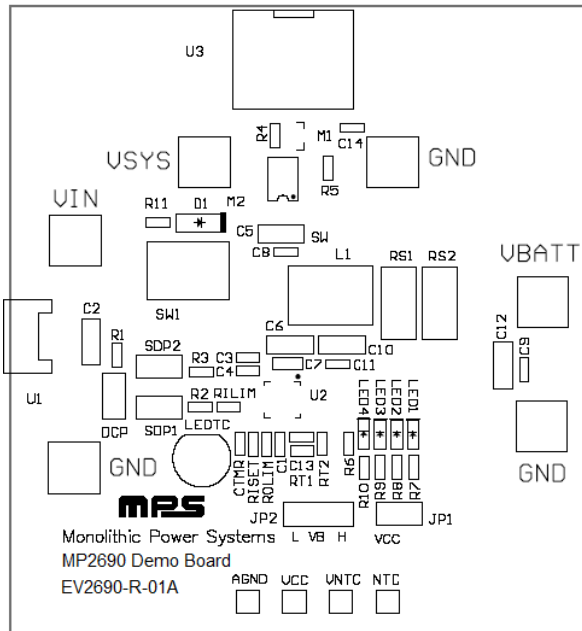 U3
R4
M1
C14
VSYS
GND
R5
VIN
R11
D1
M2
C5
SW
C8
L1
RS1
RS2
VBATT
SW1
C2
R1
C6
C10
C12
C9
SDP2
R3
C3
C7
C11
C4
U1
R2
RILIM
U2
LED4
LED3
LED2
LED1
DCP
SDP1
LEDTC
GND
GND
CTMR
RISET
ROLIM
C1
C13
RT1
RT2
R6
R10
R9
R8
R7
MPS
JP2
JP1
L VB H
VCC
Monolithic Power Systems
MP2690 Demo Board
EV2690-R-01A
AGND
VCC
VNTC
NTC